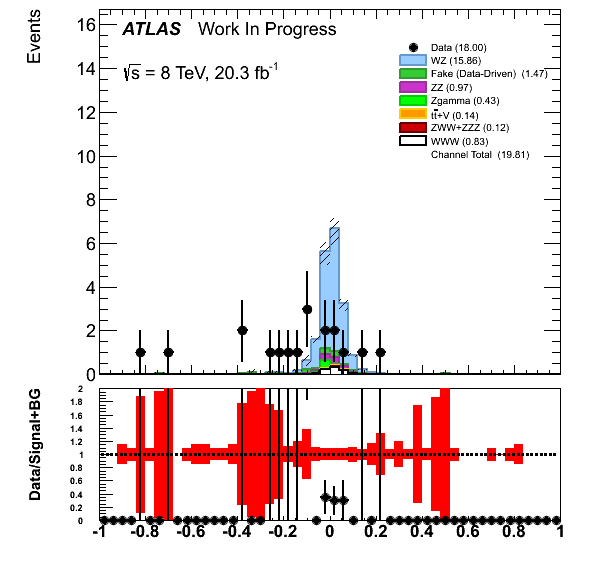 Events
16
14
12
10
8
6
4
2
0
ATLAS Work In Progress
√s = 8 TeV, 20.3 fb⁻¹
Data (18.00)
WZ (15.86)
Fake (Data-Driven) (1.47)
ZZ (0.97)
Zgamma (0.43)
tt̄+V (0.14)
ZWW+ZZZ (0.12)
WWW (0.83)
Channel Total (19.81)
Data/Signal+BG
2
1.8
1.6
1.4
1.2
1
0.8
0.6
0.4
0.2
0
-1 -0.8 -0.6 -0.4 -0.2 0 0.2 0.4 0.6 0.8 1